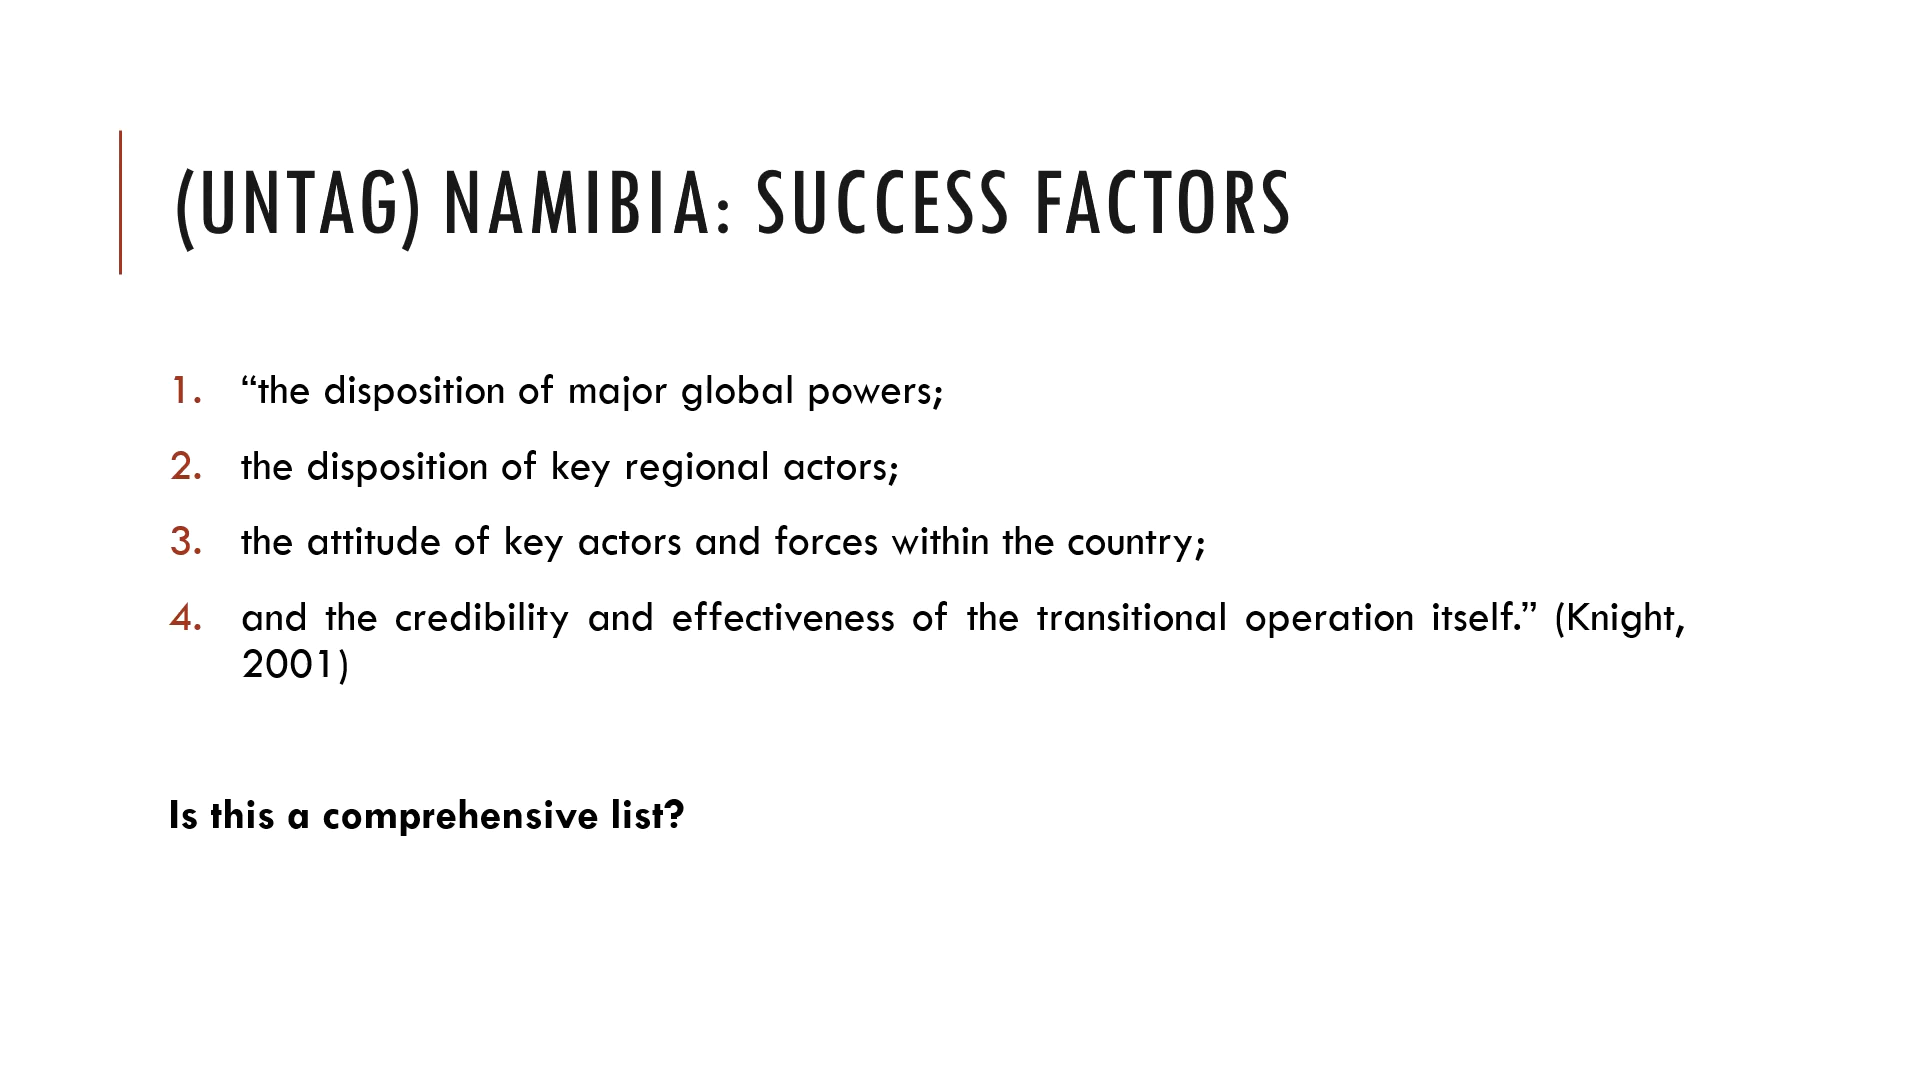 (UNTAG) NAMIBIA: SUCCESS FACTORS
1. “the disposition of major global powers;
2. the disposition of key regional actors;
3. the attitude of key actors and forces within the country;
4. and the credibility and effectiveness of the transitional operation itself.” (Knight,
2001)
Is this a comprehensive list?